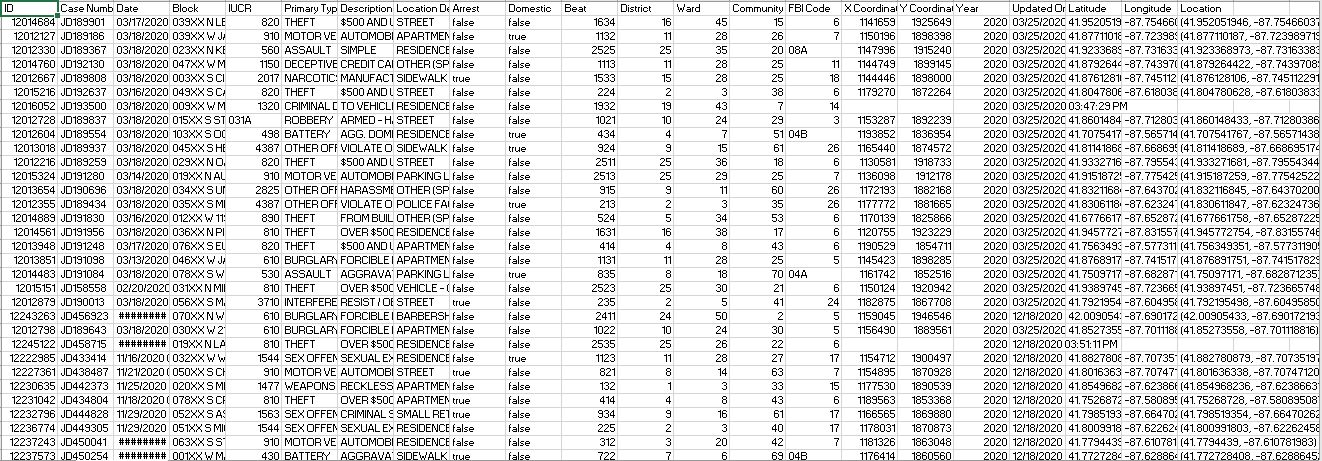 ID Case Numb Date Block IUCR Primary Typ Description Location De Arrest Domestic Beat District Ward Community FBI Code X Coordinat Y Coordinat Year Updated On Latitude Longitude Location
12014684 JD189901 03/17/2020 039XX N LE 820 THEFT $500 AND U STREET false false 1634 16 45 15 6 1141659 1925649 2020 03/25/2020 41.9520519 -87.754660 (41.952051946, -87.75466037
12012127 JD189186 03/18/2020 039XX W JA 910 MOTOR VE AUTOMOBI APARTMEN false true 1132 11 28 26 7 1150196 1898398 2020 03/25/2020 41.8771101 -87.723989 (41.877110187, -87.723989719
12012330 JD189367 03/18/2020 023XX N KE 560 ASSAULT SIMPLE RESIDENCE false false 2525 25 35 20 08A 1147996 1915240 2020 03/25/2020 41.9233689 -87.731633 (41.923368973, -87.73163383
12014760 JD192130 03/18/2020 047XX W M 1150 DECEPTIVE CREDIT CA OTHER (SP false false 1113 11 28 25 11 1144749 1899145 2020 03/25/2020 41.8792644 -87.743970 (41.879264422, -87.74397089
12012667 JD189808 03/18/2020 003XX S CI 2017 NARCOTIC MANUFAC SIDEWALK true false 1533 15 28 25 18 1144446 1898000 2020 03/25/2020 41.8761281 -87.745112 (41.876128106, -87.745112291
12015216 JD192637 03/16/2020 049XX S CA 820 THEFT $500 AND U STREET false false 224 2 3 38 6 1179270 1872264 2020 03/25/2020 41.8047806 -87.618038 (41.804780628, -87.61803833
12016052 JD193500 03/18/2020 009XX W M 1320 CRIMINAL D TO VEHICLE RESIDENCE false false 1932 19 43 7 14 2020 03/25/2020 03:47:29 PM
12012728 JD189837 03/18/2020 015XX S ST 031A ROBBERY ARMED - HA STREET false false 1021 10 24 29 3 1153287 1892239 2020 03/25/2020 41.8601484 -87.712803 (41.860148433, -87.71280386
12012604 JD189554 03/18/2020 103XX S OG 498 BATTERY AGG. DOMI RESIDENCE false true 434 4 7 51 04B 1193852 1836954 2020 03/25/2020 41.7075417 -87.565714 (41.707541767, -87.56571438
12013018 JD189937 03/18/2020 045XX S HE 4387 OTHER OFF VIOLATE O SIDEWALK false true 924 9 15 61 26 1165440 1874572 2020 03/25/2020 41.8114186 -87.668695 (41.811418689, -87.668695174
12012216 JD189259 03/18/2020 029XX N OA 820 THEFT $500 AND U STREET false false 2511 25 36 18 6 1130581 1918733 2020 03/25/2020 41.9332716 -87.795543 (41.933271681, -87.79554344
12015324 JD191280 03/14/2020 019XX N AU 910 MOTOR VE AUTOMOBI PARKING L false false 2513 25 29 25 7 1136098 1912178 2020 03/25/2020 41.9151872 -87.775425 (41.915187259, -87.77542522
12013654 JD190696 03/18/2020 034XX S UN 2825 OTHER OFF HARASSME OTHER (SP false false 915 9 11 60 26 1172193 1882168 2020 03/25/2020 41.8321168 -87.643702 (41.832116845, -87.64370200
12012355 JD189434 03/18/2020 035XX S MI 4387 OTHER OFF VIOLATE O POLICE FAC true false 213 2 3 35 26 1177772 1881665 2020 03/25/2020 41.8306118 -87.623247 (41.830611847, -87.62324736
12014889 JD191830 03/16/2020 012XX W 11 890 THEFT FROM BUIL OTHER (SP false false 524 5 34 53 6 1170139 1825866 2020 03/25/2020 41.6776617 -87.652872 (41.677661758, -87.65287225
12014561 JD191956 03/18/2020 036XX N PI 810 THEFT OVER $500 RESIDENCE false false 1631 16 38 17 6 1120755 1923229 2020 03/25/2020 41.9457727 -87.831557 (41.945772754, -87.83155746
12013948 JD191248 03/17/2020 076XX S EU 820 THEFT $500 AND U APARTMEN false false 414 4 8 43 6 1190529 1854711 2020 03/25/2020 41.7563493 -87.577311 (41.756349351, -87.577311905
12013851 JD191098 03/13/2020 046XX W JA 610 BURGLARY FORCIBLE I APARTMEN false false 1131 11 28 25 5 1145423 1898285 2020 03/25/2020 41.8768917 -87.741517 (41.876891751, -87.741517829
12014483 JD191084 03/18/2020 078XX S W 530 ASSAULT AGGRAVA PARKING L false true 835 8 18 70 04A 1161742 1852516 2020 03/25/2020 41.7509717 -87.682871 (41.75097171, -87.682871235)
12015151 JD158558 02/20/2020 031XX N MI 810 THEFT OVER $500 VEHICLE - C false false 2523 25 30 21 6 1150124 1920942 2020 03/25/2020 41.9389745 -87.723665 (41.93897451, -87.723665748
12012879 JD190013 03/18/2020 056XX S M 3710 INTERFERE RESIST / OB STREET true false 235 2 5 41 24 1182875 1867708 2020 03/25/2020 41.7921954 -87.604958 (41.792195498, -87.60495850
12243263 JD456923 ######## 070XX N W 610 BURGLARY FORCIBLE I BARBERSH false false 2411 24 50 2 5 1159045 1946546 2020 12/18/2020 42.009054 -87.690172 (42.00905433, -87.690172193
12012798 JD189643 03/18/2020 030XX W 21 610 BURGLARY FORCIBLE I APARTMEN false false 1022 10 24 30 5 1156490 1889561 2020 03/25/2020 41.8527355 -87.7011188 (41.85273558, -87.70118816)
12245122 JD458715 ######## 019XX N LA 810 THEFT OVER $500 RESIDENCE false false 2535 25 26 22 6 2020 12/18/2020 03:51:11 PM
12222985 JD433414 11/16/2020 032XX W W 1544 SEX OFFEN SEXUAL EX RESIDENCE false true 1123 11 28 27 17 1154712 1900497 2020 12/18/2020 41.8827808 -87.707351 (41.882780879, -87.70735197
12227361 JD438487 11/21/2020 050XX S CH 910 MOTOR VE AUTOMOBI STREET true false 821 8 14 63 7 1154895 1870928 2020 12/18/2020 41.8016363 -87.707471 (41.801636338, -87.70747120
12230635 JD442373 11/25/2020 020XX S MI 1477 WEAPONS RECKLESS APARTMEN false false 132 1 3 33 15 1177530 1890539 2020 12/18/2020 41.8549682 -87.623866 (41.854968236, -87.62386631
12231042 JD434804 11/18/2020 078XX S CR 810 THEFT OVER $500 APARTMEN false false 414 4 8 43 6 1189563 1853368 2020 12/18/2020 41.7526872 -87.580895 (41.75268728, -87.580895087
12232796 JD444828 11/29/2020 052XX S AS 1563 SEX OFFEN CRIMINAL S SMALL RET true false 934 9 16 61 17 1166565 1869880 2020 12/18/2020 41.7985193 -87.664702 (41.798519354, -87.66470262
12236774 JD449305 11/29/2020 051XX S MI 1544 SEX OFFEN SEXUAL EX RESIDENCE false false 225 2 3 40 17 1178031 1870873 2020 12/18/2020 41.8009918 -87.622624 (41.800991803, -87.62262458
12237243 JD450041 ######## 063XX S ST 910 MOTOR VE AUTOMOBI RESIDENCE false false 312 3 20 42 7 1181326 1863048 2020 12/18/2020 41.7794439 -87.610781 (41.7794439, -87.610781983)
12237573 JD450254 ######## 001XX W M 430 BATTERY AGGRAVA SIDEWALK false false 722 7 6 69 04B 1176414 1860560 2020 12/18/2020 41.7727284 -87.628864